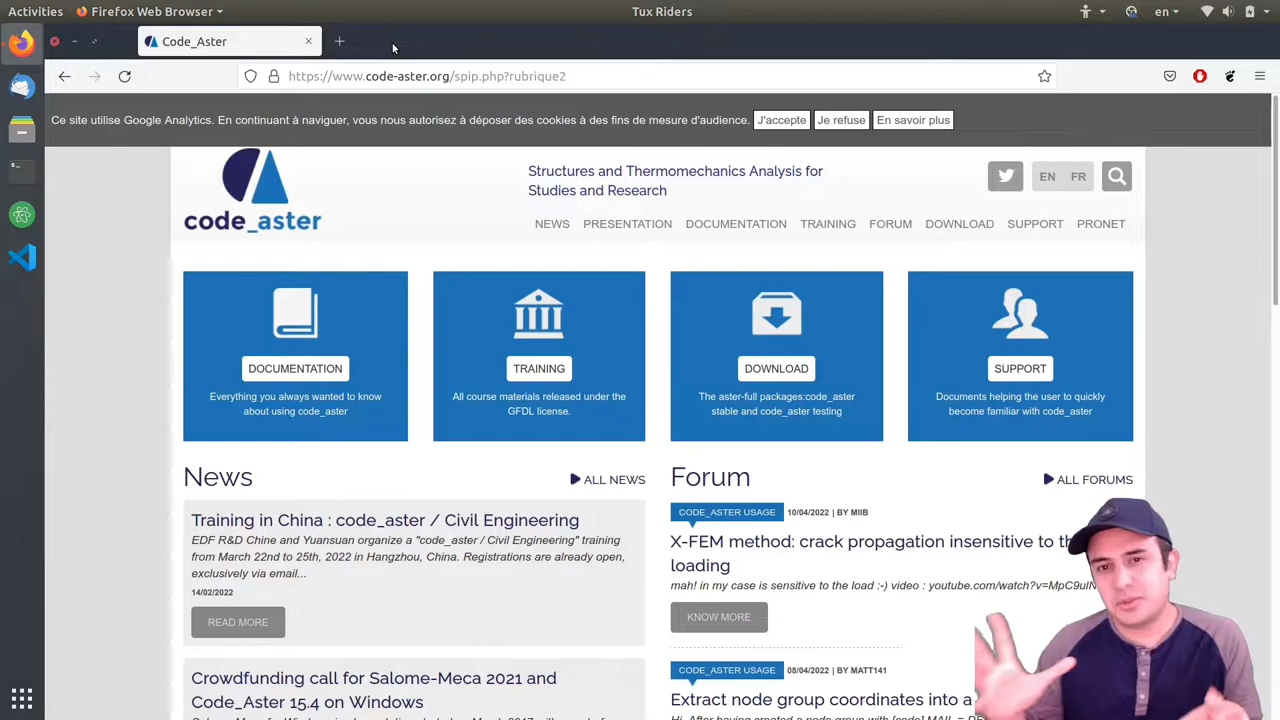 Activities
Firefox Web Browser
Tux Riders
en
Code_Aster
https://www.code-aster.org/spip.php?rubrique2
Ce site utilise Google Analytics. En continuant à naviguer, vous nous autorisez à déposer des cookies à des fins de mesure d'audience. J'accepte Je refuse En savoir plus
code_aster
Structures and Thermomechanics Analysis for
Studies and Research
EN FR
NEWS PRESENTATION DOCUMENTATION TRAINING FORUM DOWNLOAD SUPPORT PRONET
DOCUMENTATION
Everything you always wanted to know
about using code_aster
TRAINING
All course materials released under the
GFDL license.
DOWNLOAD
The aster-full packages:code_aster
stable and code_aster testing
SUPPORT
Documents helping the user to quickly
become familiar with code_aster
News
ALL NEWS
Training in China : code_aster / Civil Engineering
EDF R&D Chine and Yuansuan organize a "code_aster / Civil Engineering" training
from March 22nd to 25th, 2022 in Hangzhou, China. Registrations are already open,
exclusively via email...
14/02/2022
READ MORE
Crowdfunding call for Salome-Meca 2021 and
Code_Aster 15.4 on Windows
Forum
ALL FORUMS
CODE_ASTER USAGE 10/04/2022 | BY MIIB
X-FEM method: crack propagation insensitive to
loading
mah! in my case is sensitive to the load :-) video :
KNOW MORE
CODE_ASTER USAGE 08/04/2022 | BY MATT141
Extract node group coordinates into a